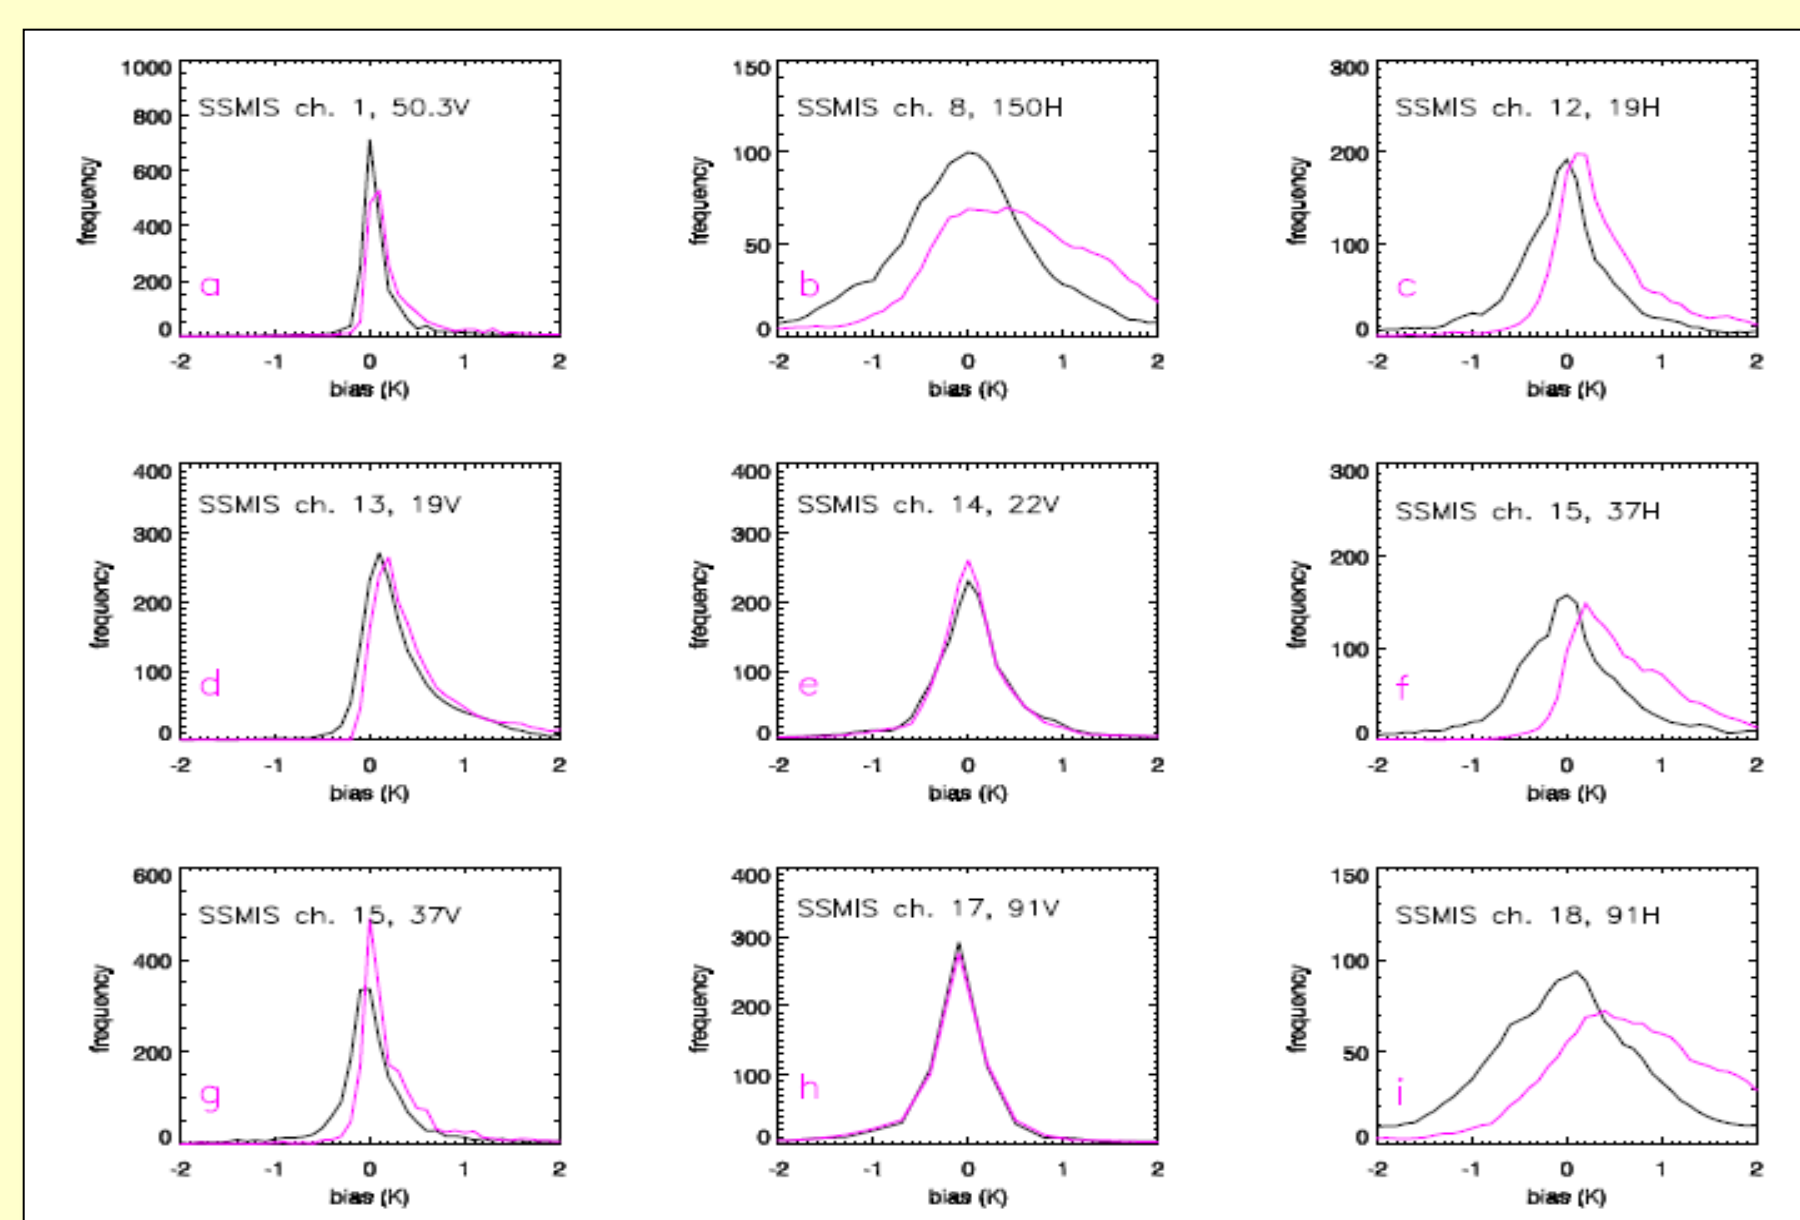 SSMIS ch. 1, 50.3V
frequency
1000
800
600
400
200
0
a
-2 -1 0 1 2
bias (K)
SSMIS ch. 8, 150H
frequency
150
100
50
0
b
-2 -1 0 1 2
bias (K)
SSMIS ch. 12, 19H
frequency
300
200
100
0
c
-2 -1 0 1 2
bias (K)
SSMIS ch. 13, 19V
frequency
400
300
200
100
0
d
-2 -1 0 1 2
bias (K)
SSMIS ch. 14, 22V
frequency
400
300
200
100
0
e
-2 -1 0 1 2
bias (K)
SSMIS ch. 15, 37H
frequency
300
200
100
0
f
-2 -1 0 1 2
bias (K)
SSMIS ch. 15, 37V
frequency
600
400
200
0
g
-2 -1 0 1 2
bias (K)
SSMIS ch. 17, 91V
frequency
400
300
200
100
0
h
-2 -1 0 1 2
bias (K)
SSMIS ch. 18, 91H
frequency
150
100
50
0
i
-2 -1 0 1 2
bias (K)